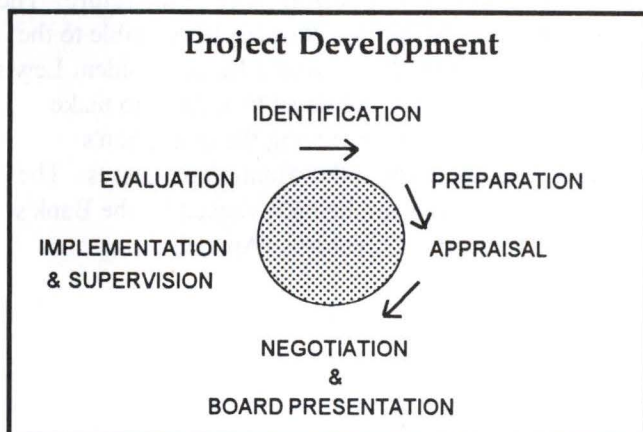 Project Development
IDENTIFICATION
PREPARATION
APPRAISAL
NEGOTIATION
&
BOARD PRESENTATION
IMPLEMENTATION
& SUPERVISION
EVALUATION